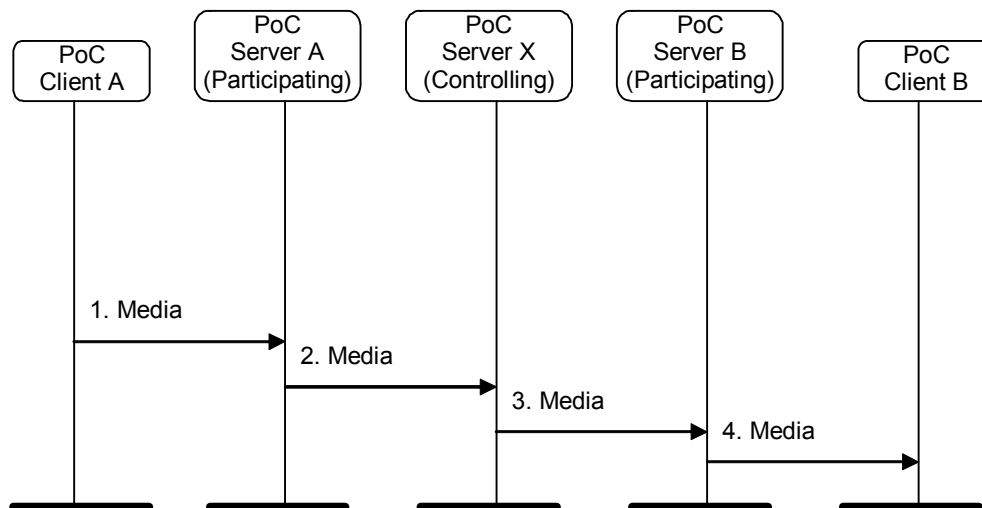 PoC
Client A
PoC
Server A
(Participating)
PoC
Server X
(Controlling)
PoC
Server B
(Participating)
PoC
Client B
1. Media
2. Media
3. Media
4. Media